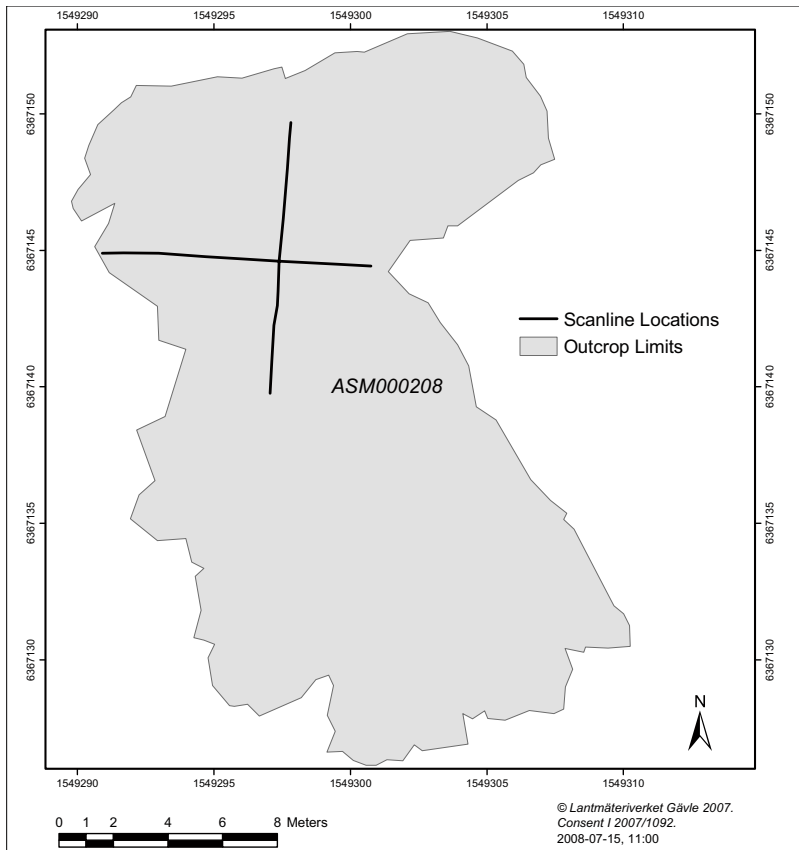 1549290 1549295 1549300 1549305 1549310
6367150 6367150
6367145 6367145
Scanline Locations
Outcrop Limits
6367140 6367140
ASM000208
6367135 6367135
6367130 6367130
N
1549290 1549295 1549300 1549305 1549310
0 1 2 4 6 8 Meters
© Lantmäteriverket Gävle 2007.
Consent I 2007/1092.
2008-07-15, 11:00